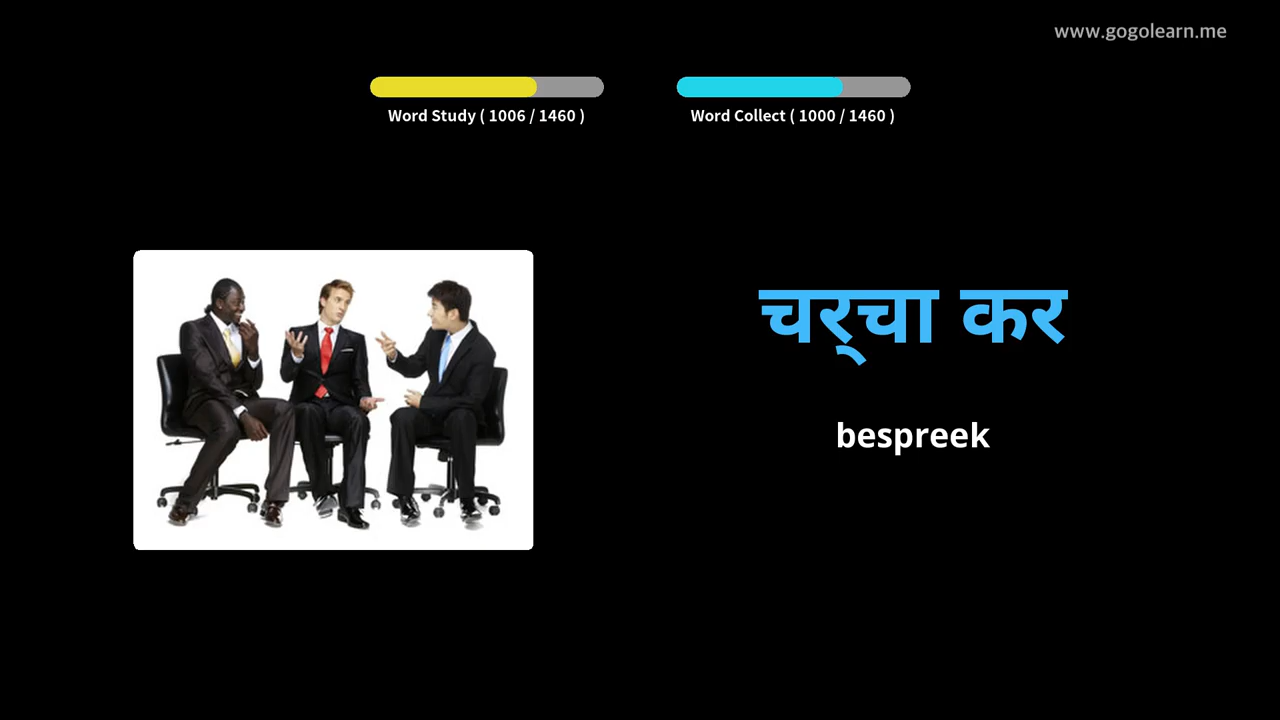 www.gogolearn.me
Word Study ( 1006 / 1460 )
Word Collect ( 1000 / 1460 )
चर्‌चा कर
bespreek